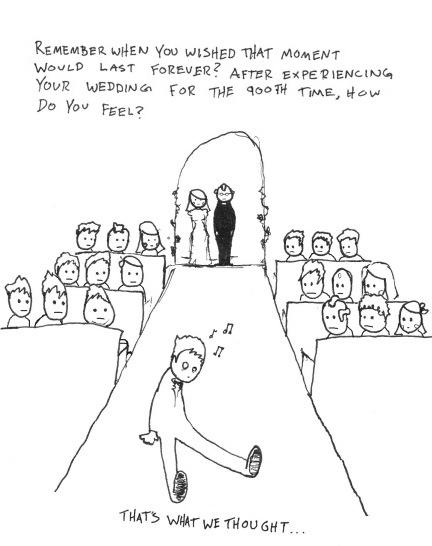 REMEMBER WHEN YOU WISHED THAT MOMENT
WOULD LAST FOREVER? AFTER EXPERIENCING
YOUR WEDDING FOR THE 900TH TIME, HOW
DO YOU FEEL?
THAT'S WHAT WE THOUGHT...